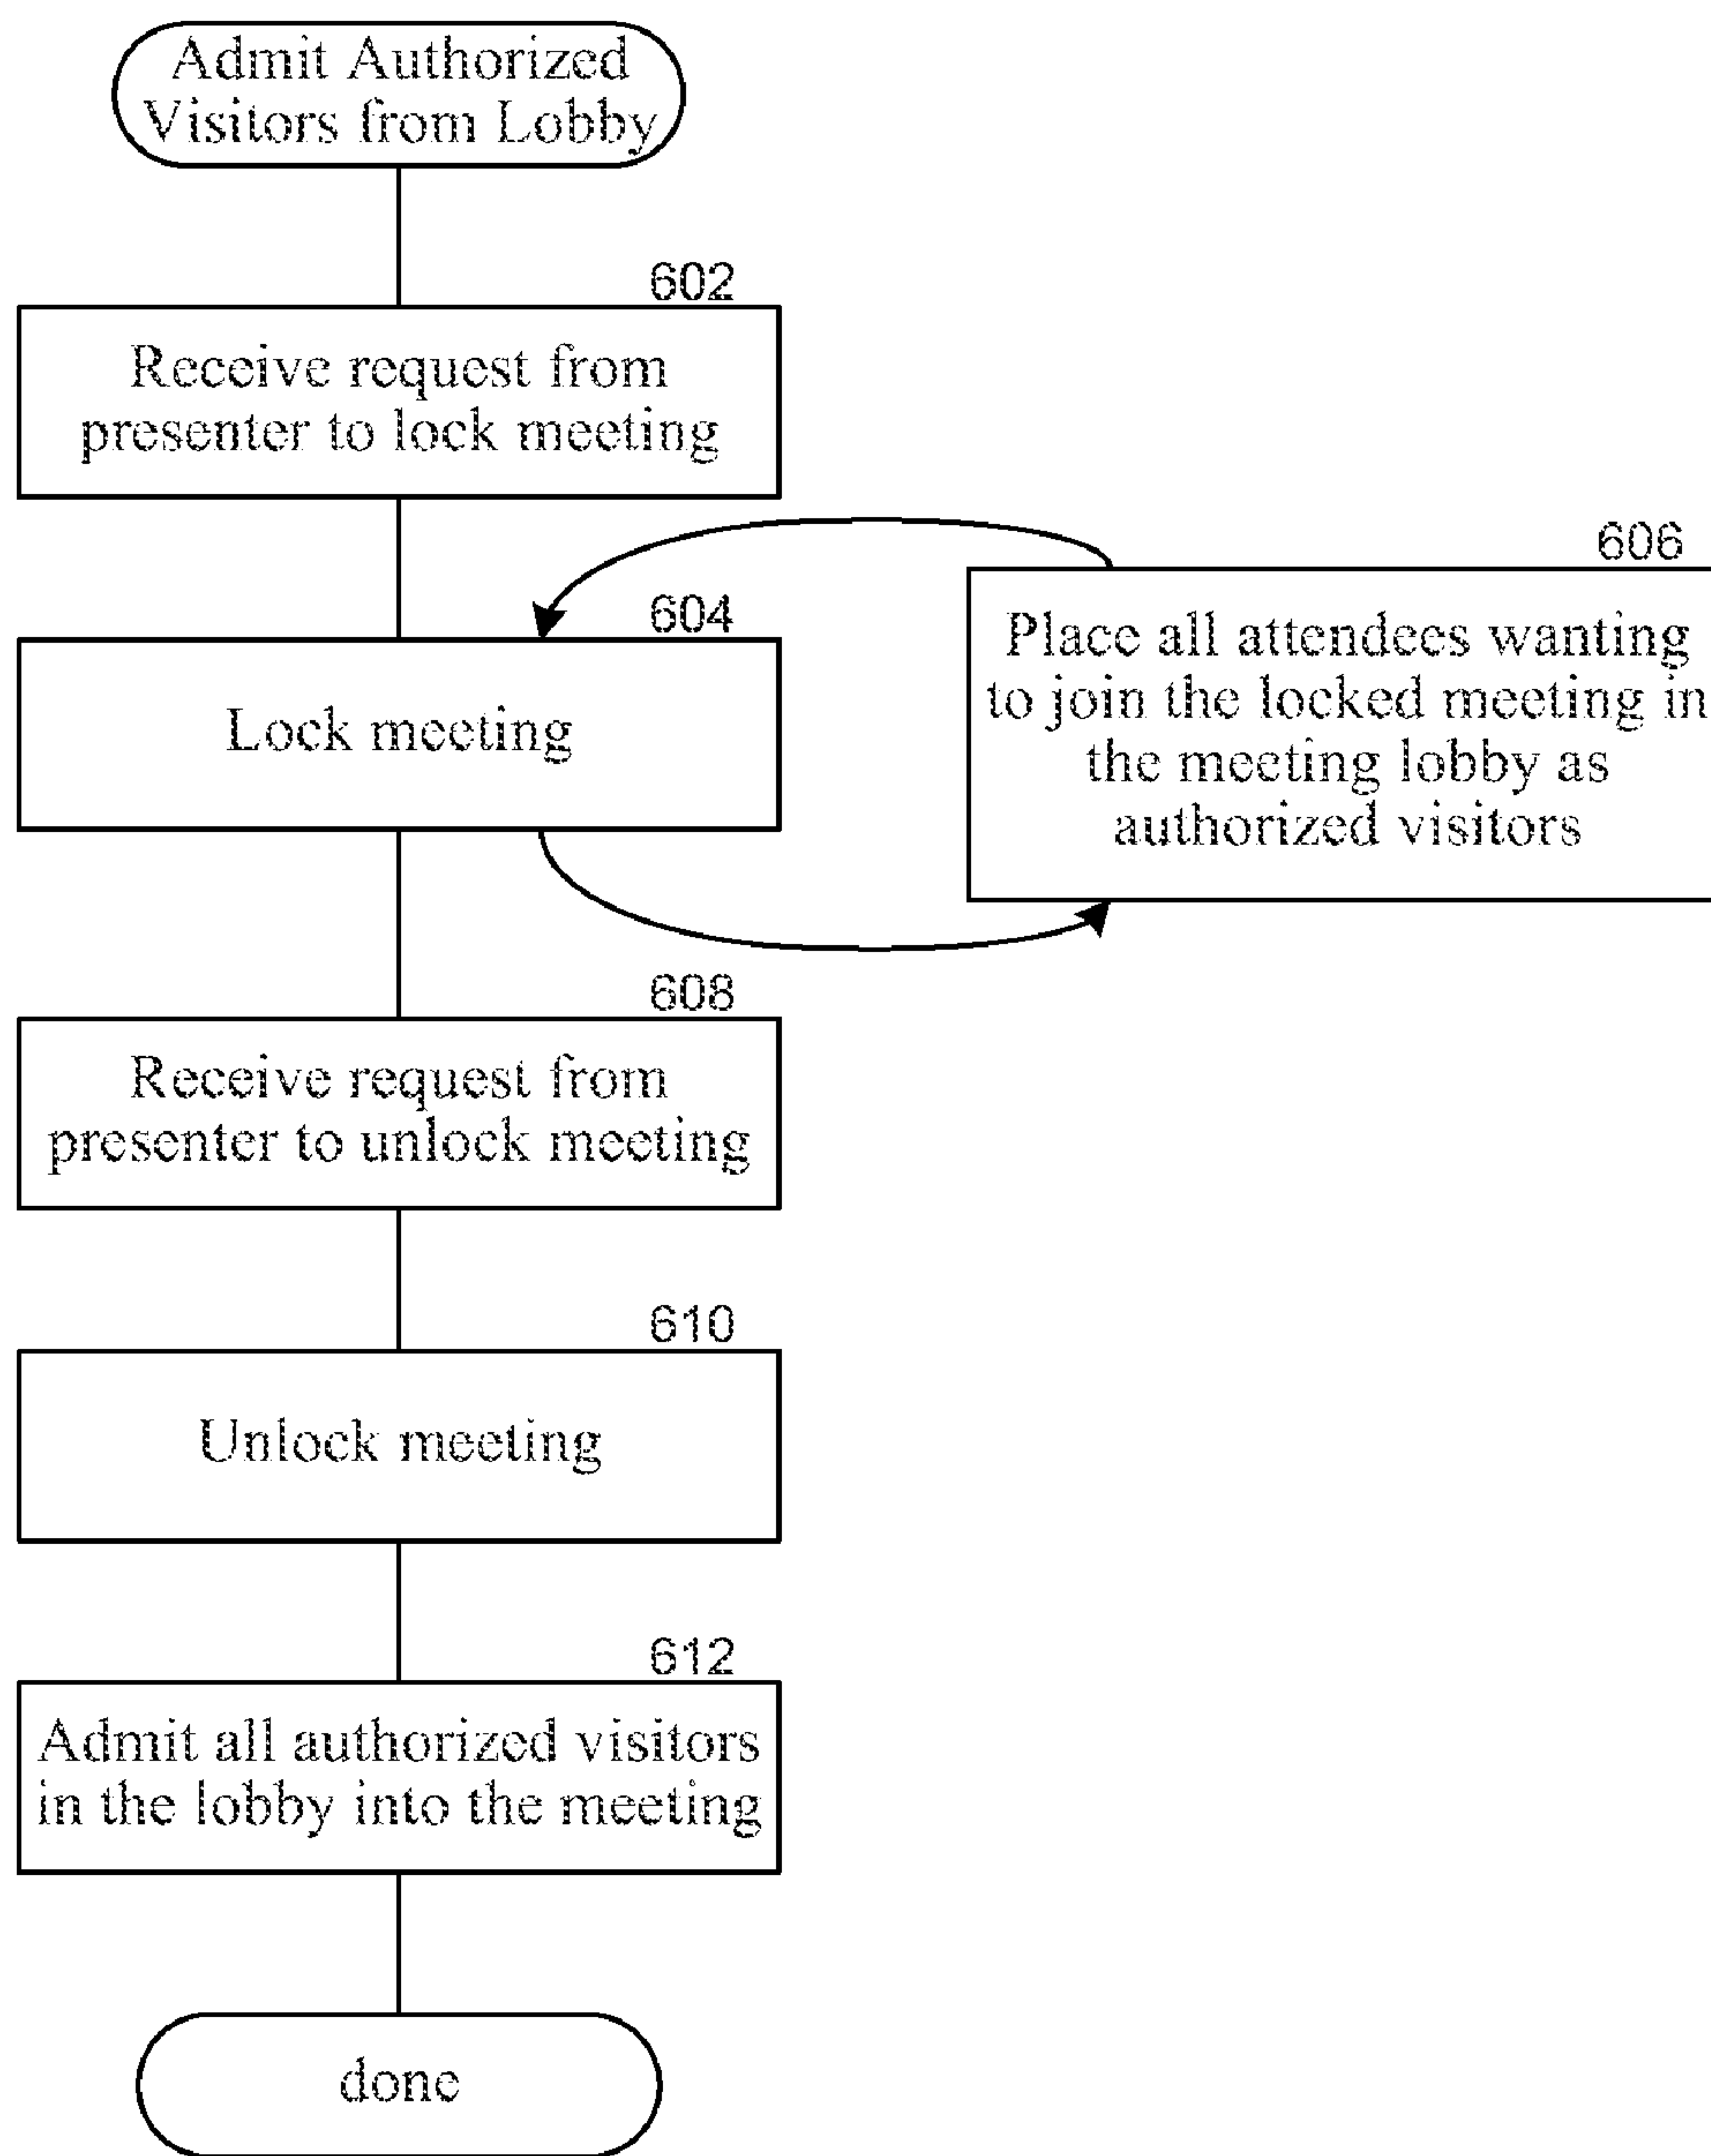 Admit Authorized
Visitors from Lobby
602
Receive request from
presenter to lock meeting
604
Lock meeting
606
Place all attendees wanting
to join the locked meeting in
the meeting lobby as
authorized visitors
608
Receive request from
presenter to unlock meeting
610
Unlock meeting
612
Admit all authorized visitors
in the lobby into the meeting
done